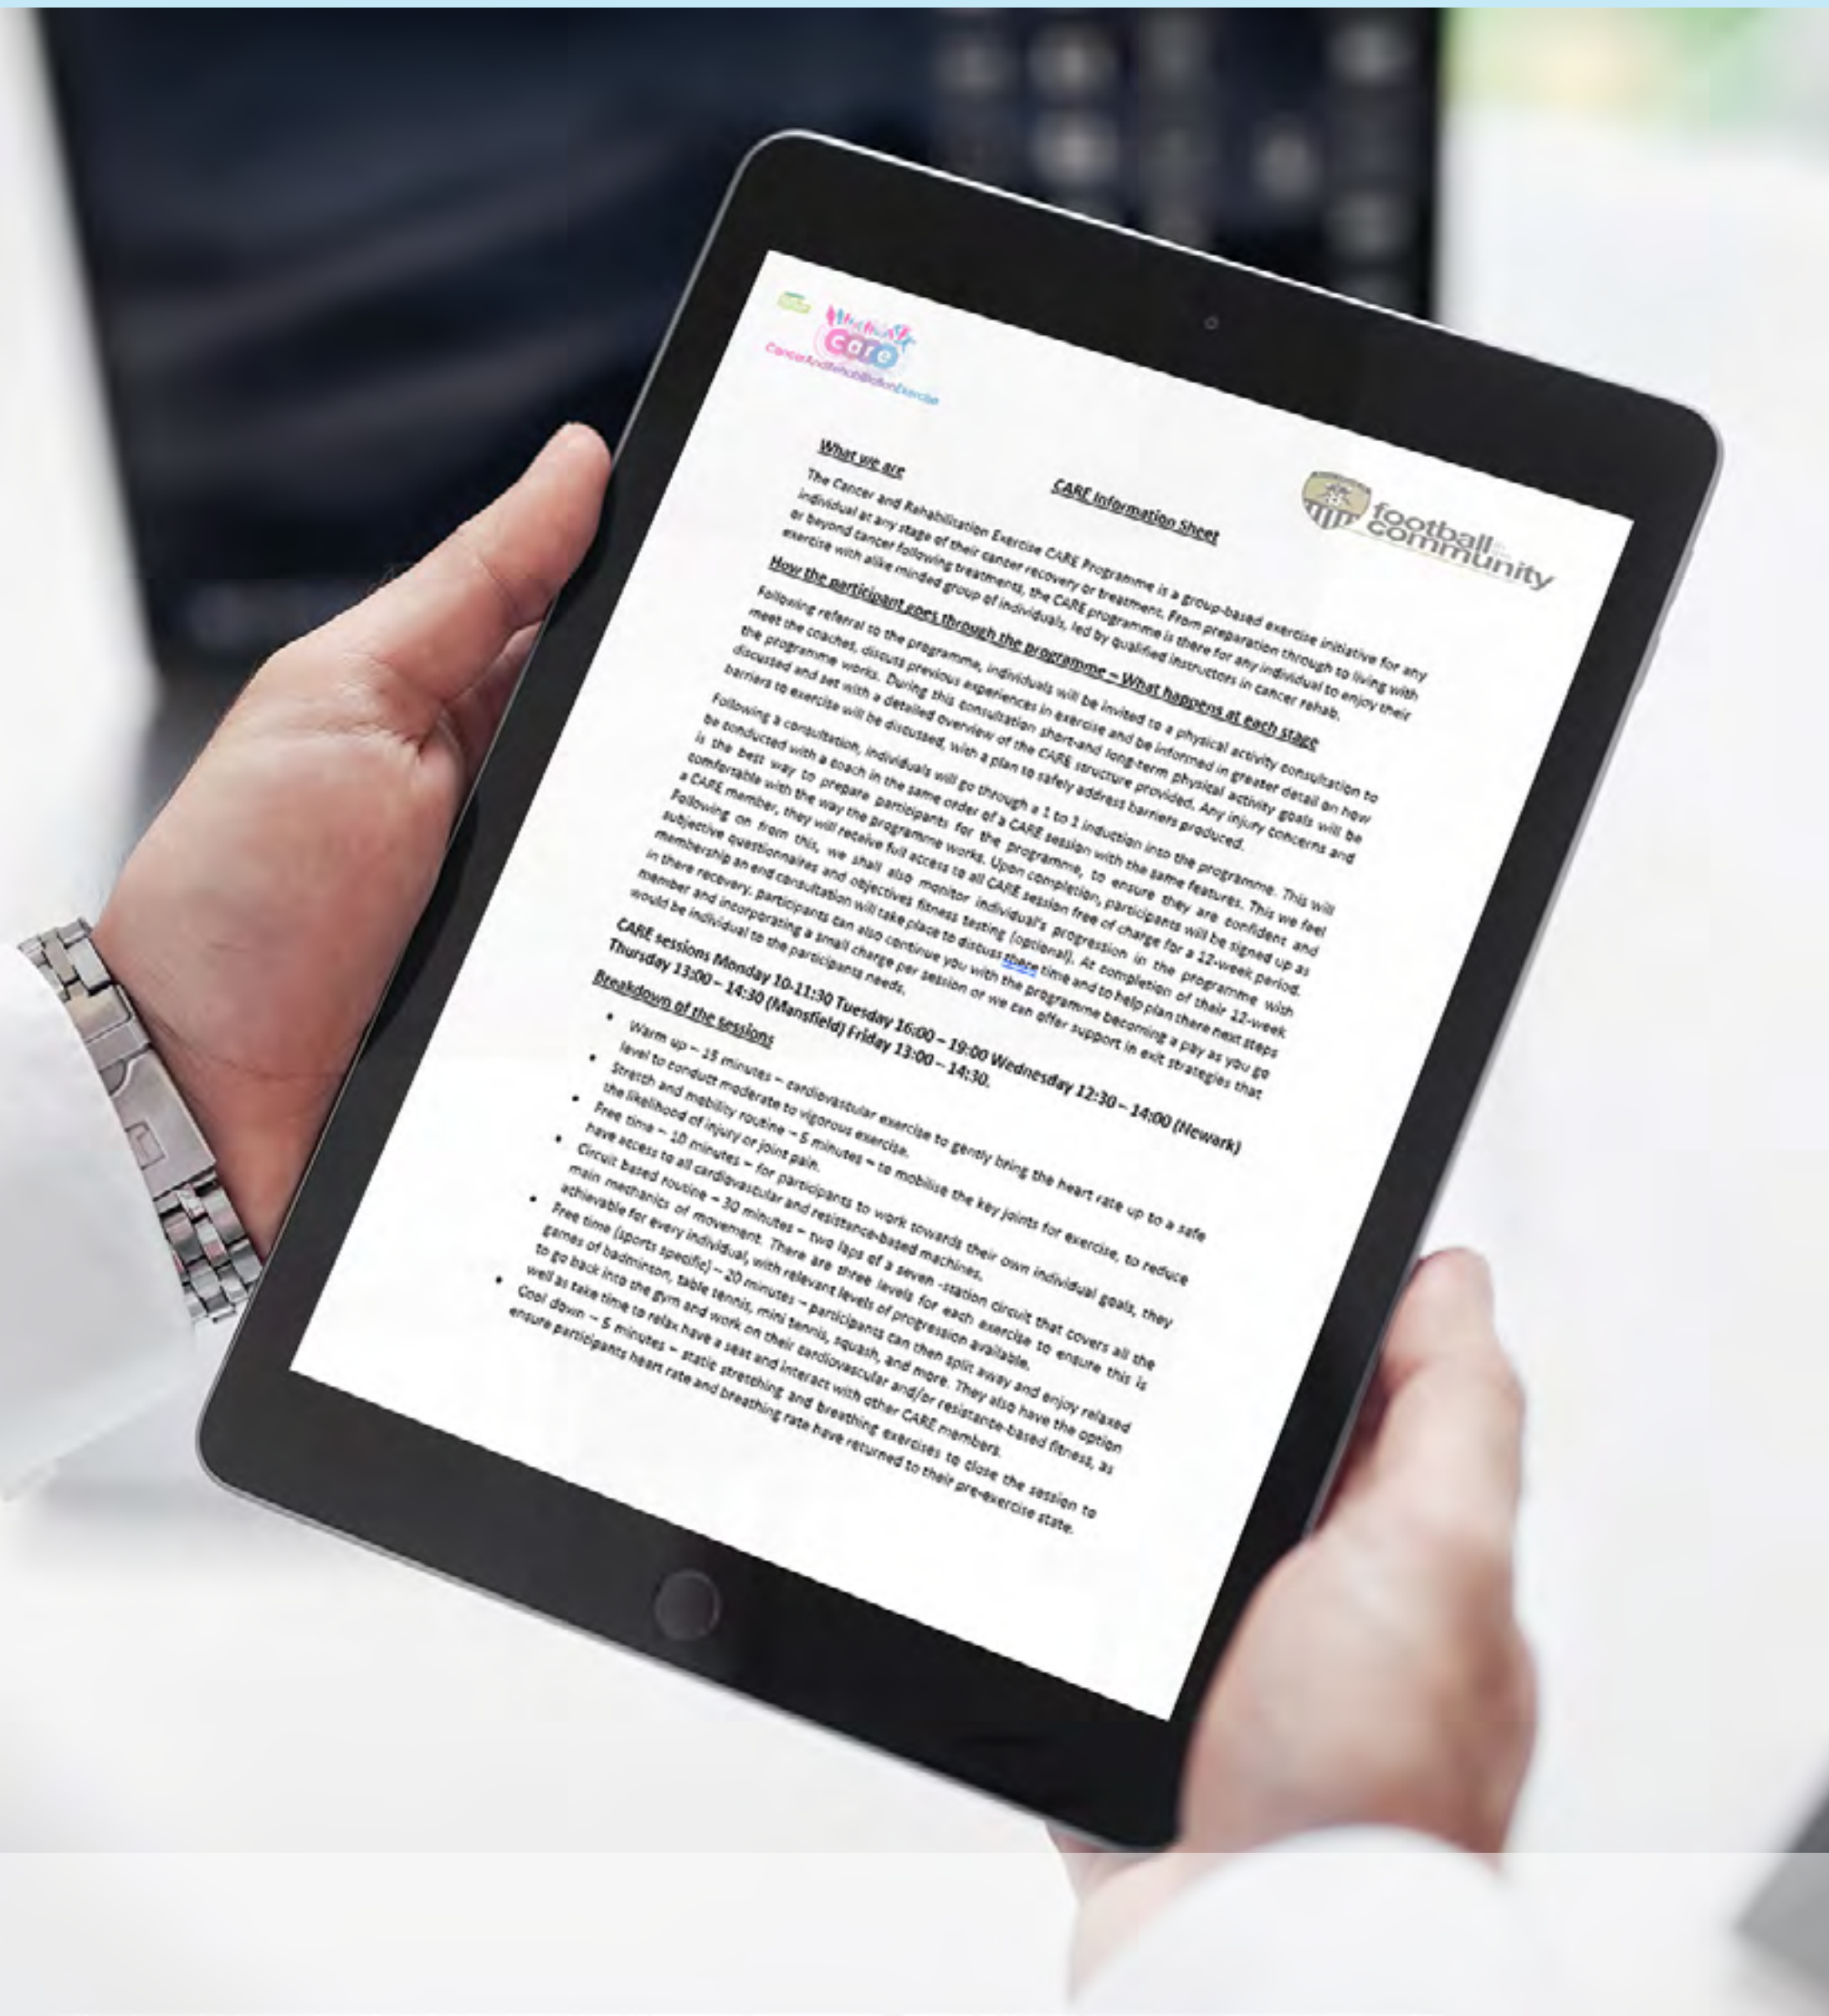 care
CancerAndRehabilitationExercise
football
community
CARE Information Sheet
What we are
The Cancer and Rehabilitation Exercise CARE Programme is a group-based exercise initiative for any
individual at any stage of their cancer recovery or treatment. From preparation through to living with
or beyond cancer following treatments, the CARE programme is there for any individual to enjoy their
exercise with alike minded group of individuals, led by qualified instructors in cancer rehab.
How the participant goes through the programme – What happens at each stage
Following referral to the programme, individuals will be invited to a physical activity consultation to
meet the coaches, discuss previous experiences in exercise and be informed in greater detail on how
the programme works. During this consultation short-and long-term physical activity goals will be
discussed and set with a detailed overview of the CARE structure provided. Any injury concerns and
barriers to exercise will be discussed, with a plan to safely address barriers produced.
Following a consultation, individuals will go through a 1 to 1 induction into the programme. This will
be conducted with a coach in the same order of a CARE session with the same features. This we feel
is the best way to prepare participants for the programme, to ensure they are confident and
comfortable with the way the programme works. Upon completion, participants will be signed up as
a CARE member, they will receive full access to all CARE session free of charge for a 12-week period.
Following on from this, we shall also monitor individual's progression in the programme with
subjective questionnaires and objectives fitness testing (optional). At completion of their 12-week
membership an end consultation will take place to discuss there time and to help plan there next steps
in there recovery. participants can also continue you with the programme becoming a pay as you go
member and incorporating a small charge per session or we can offer support in exit strategies that
would be individual to the participants needs.
CARE sessions Monday 10-11:30 Tuesday 16:00 – 19:00 Wednesday 12:30 – 14:00 (Newark)
Thursday 13:00 – 14:30 (Mansfield) Friday 13:00 – 14:30.
Breakdown of the sessions
• Warm up – 15 minutes – cardiovascular exercise to gently bring the heart rate up to a safe
level to conduct moderate to vigorous exercise.
• Stretch and mobility routine – 5 minutes – to mobilise the key joints for exercise, to reduce
the likelihood of injury or joint pain.
• Free time – 10 minutes – for participants to work towards their own individual goals, they
have access to all cardiovascular and resistance-based machines.
• Circuit based routine – 30 minutes – two laps of a seven -station circuit that covers all the
main mechanics of movement. There are three levels for each exercise to ensure this is
achievable for every individual, with relevant levels of progression available.
• Free time (sports specific) – 20 minutes – participants can then split away and enjoy relaxed
games of badminton, table tennis, mini tennis, squash, and more. They also have the option
to go back into the gym and work on their cardiovascular and/or resistance-based fitness, as
well as take time to relax have a seat and interact with other CARE members.
• Cool down – 5 minutes – static stretching and breathing exercises to close the session to
ensure participants heart rate and breathing rate have returned to their pre-exercise state.